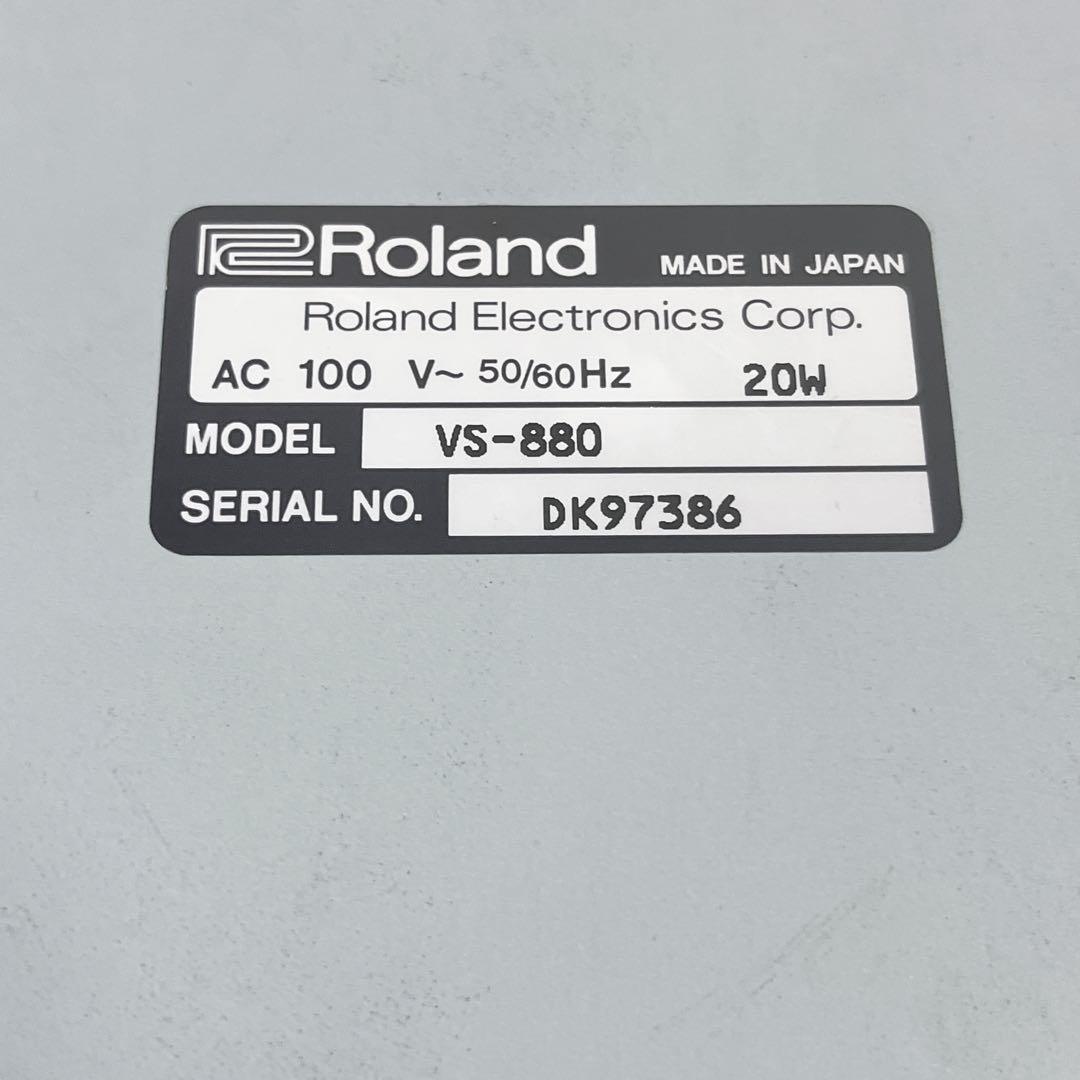 Roland MADE IN JAPAN
Roland Electronics Corp.
AC 100 V~ 50/60Hz 20W
MODEL VS-880
SERIAL NO. DK97386